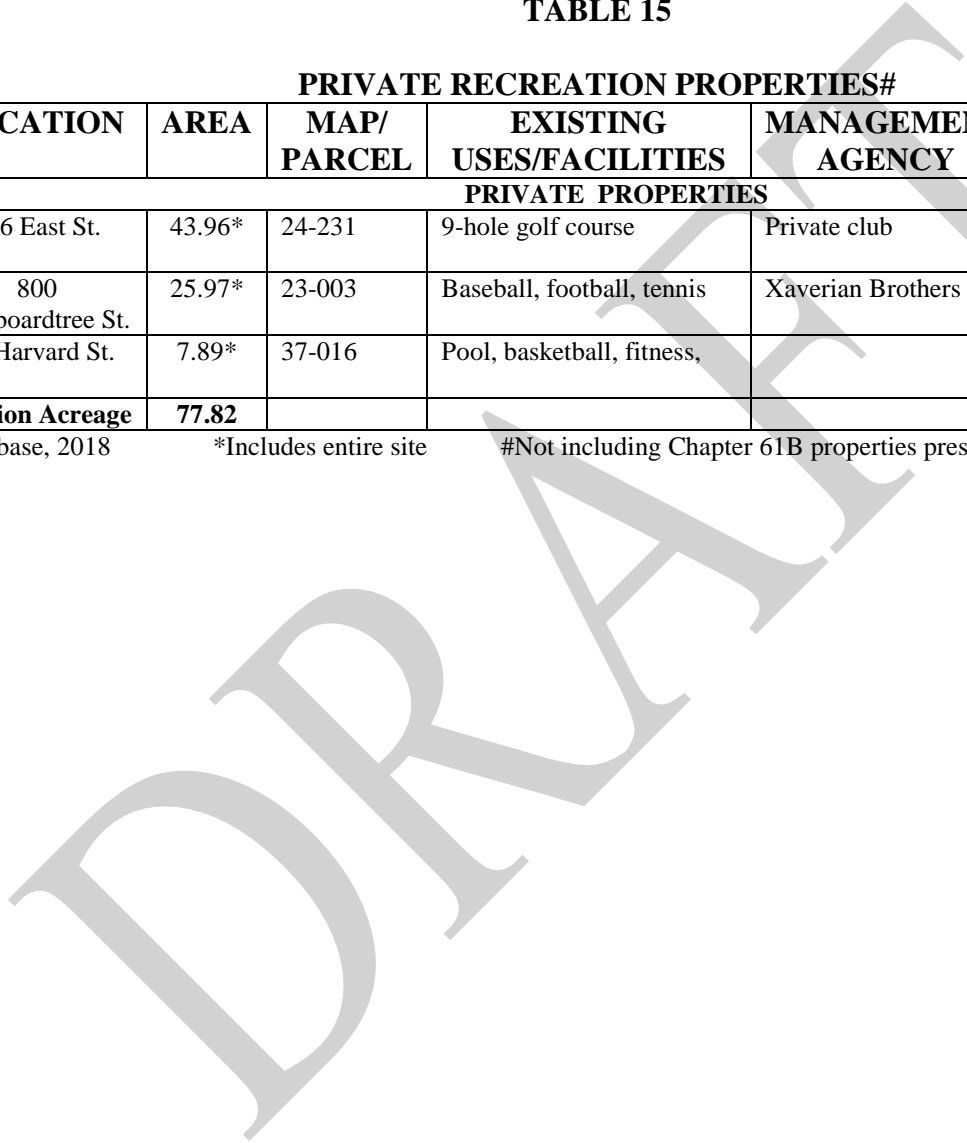 TABLE 15
PRIVATE RECREATION PROPERTIES#
CATION AREA MAP/ PARCEL EXISTING USES/FACILITIES MANAGEMEN AGENCY
PRIVATE PROPERTIES
6 East St. 43.96* 24-231 9-hole golf course Private club
800 boardtree St. 25.97* 23-003 Baseball, football, tennis Xaverian Brothers
Harvard St. 7.89* 37-016 Pool, basketball, fitness,
ion Acreage 77.82
base, 2018 *Includes entire site #Not including Chapter 61B properties pres
DRAFT